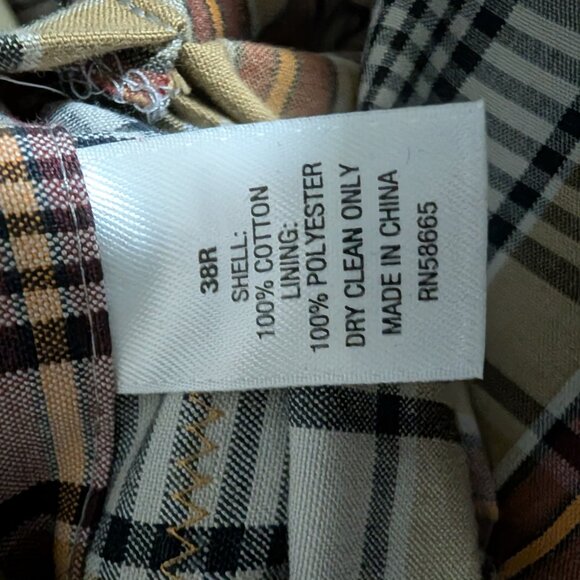 38R
SHELL:
100% COTTON
LINING:
100% POLYESTER
DRY CLEAN ONLY
MADE IN CHINA
RN58665